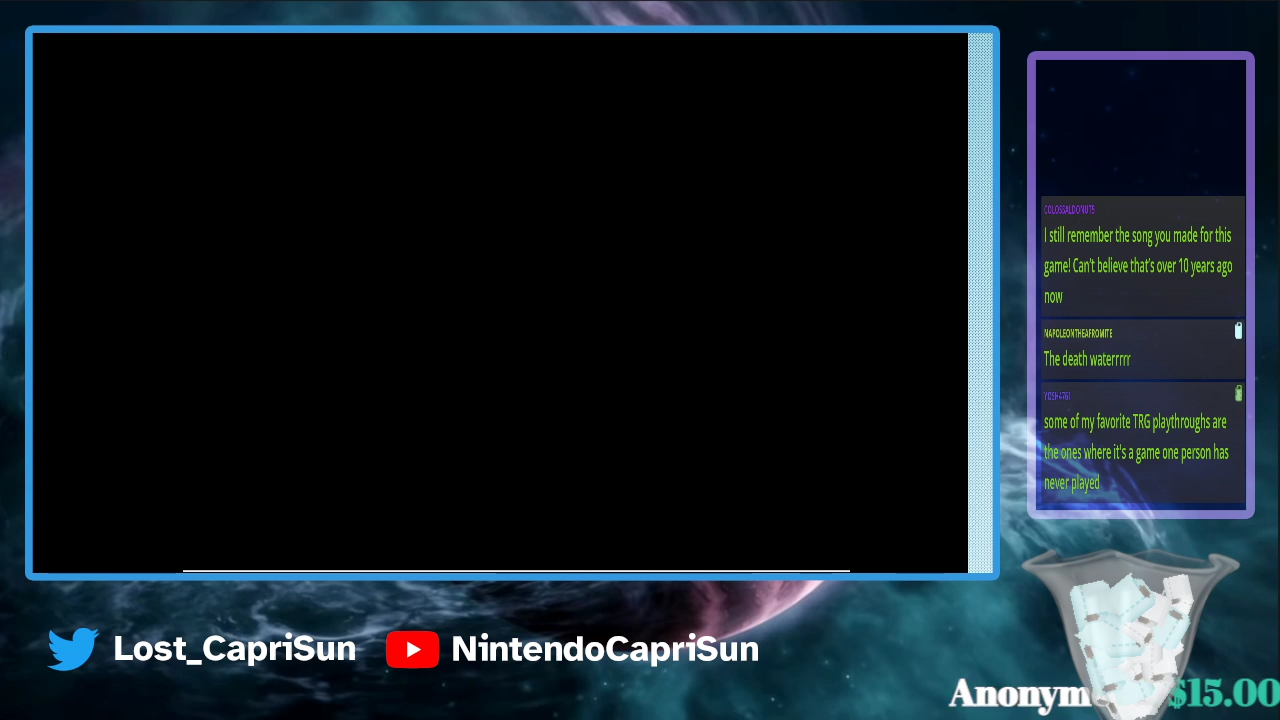 COLOSSALDONUTS
I still remember the song you made for this
game! Can't believe that's over 10 years ago
now
NAPOLEONTHEAFROMITE
The death waterrrrr
some of my favorite TRG playthroughs are
the ones where it's a game one person has
never played
Lost_CapriSun
NintendoCapriSun
Anonym
$15.00